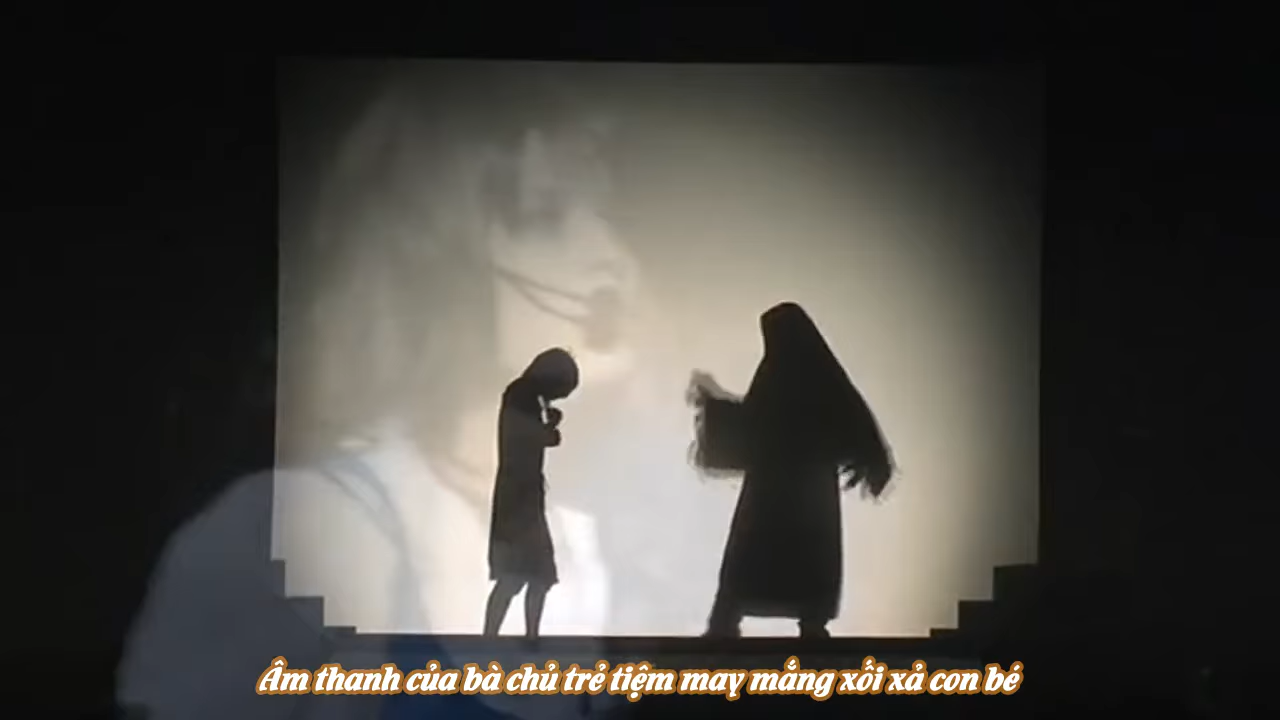 Âm thanh của bà chủ trẻ tiệm may mắng xối xả con bé